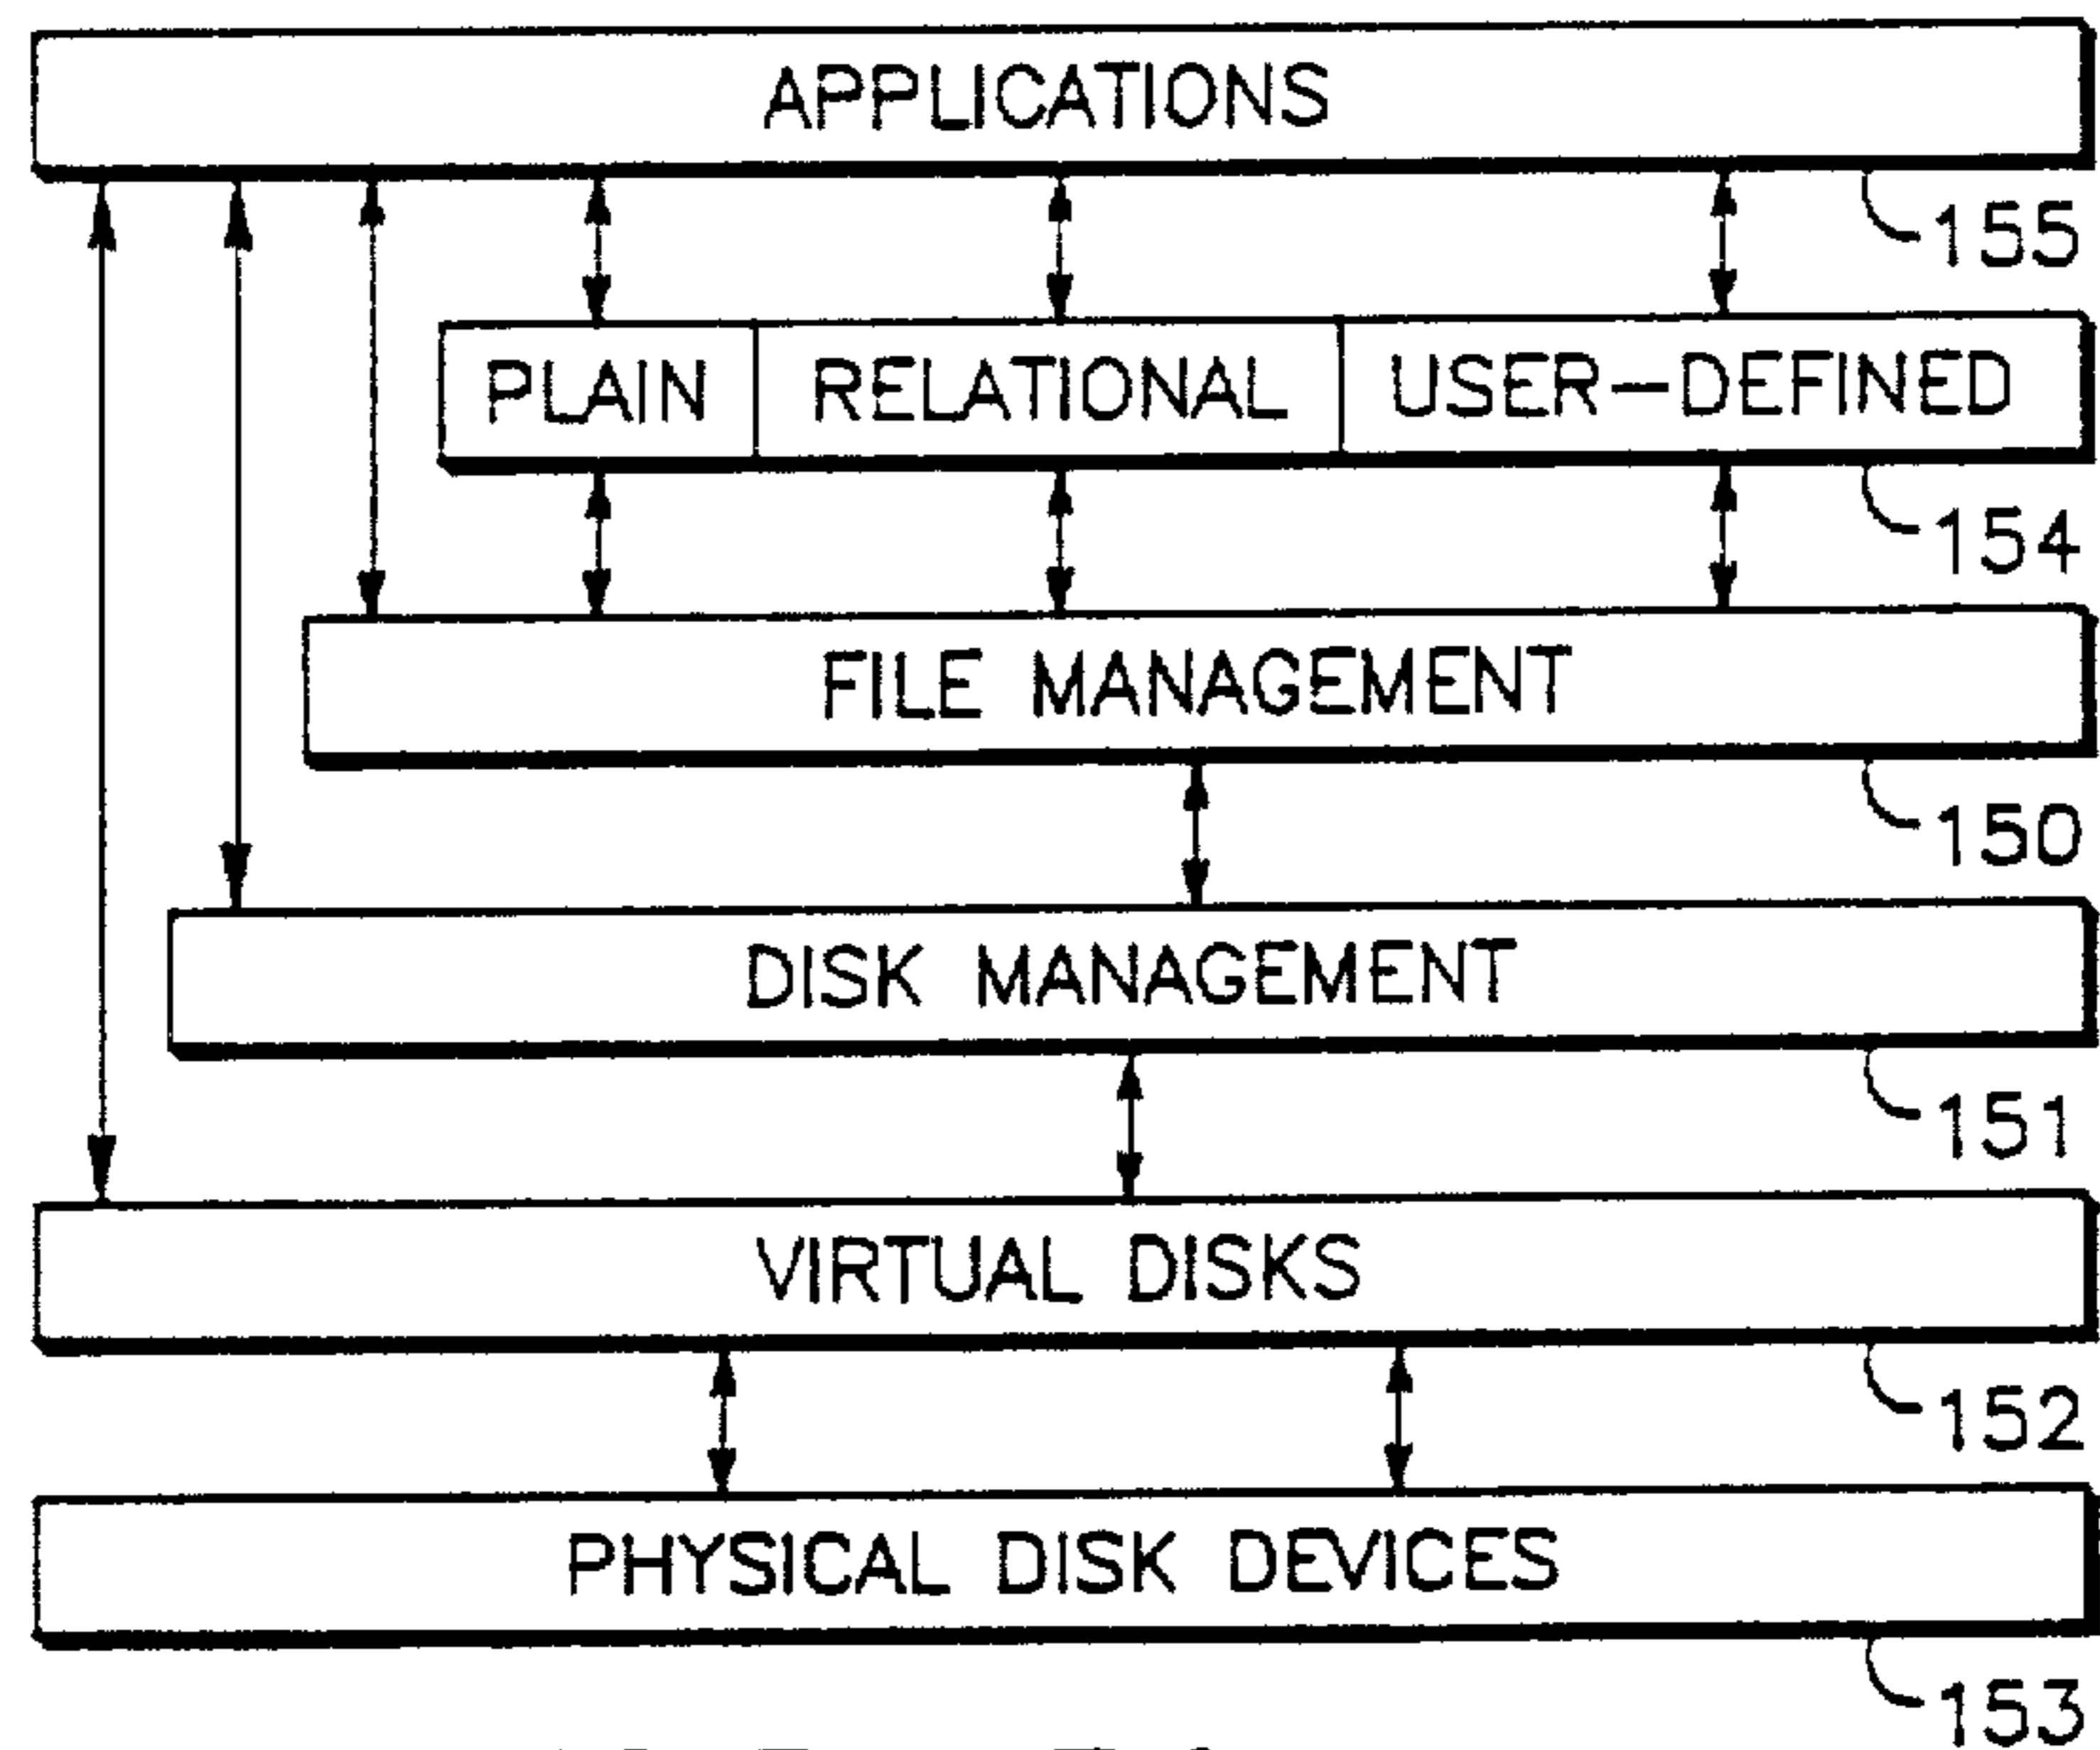 APPLICATIONS
155
PLAIN RELATIONAL USER-DEFINED
154
FILE MANAGEMENT
150
DISK MANAGEMENT
151
VIRTUAL DISKS
152
PHYSICAL DISK DEVICES
153